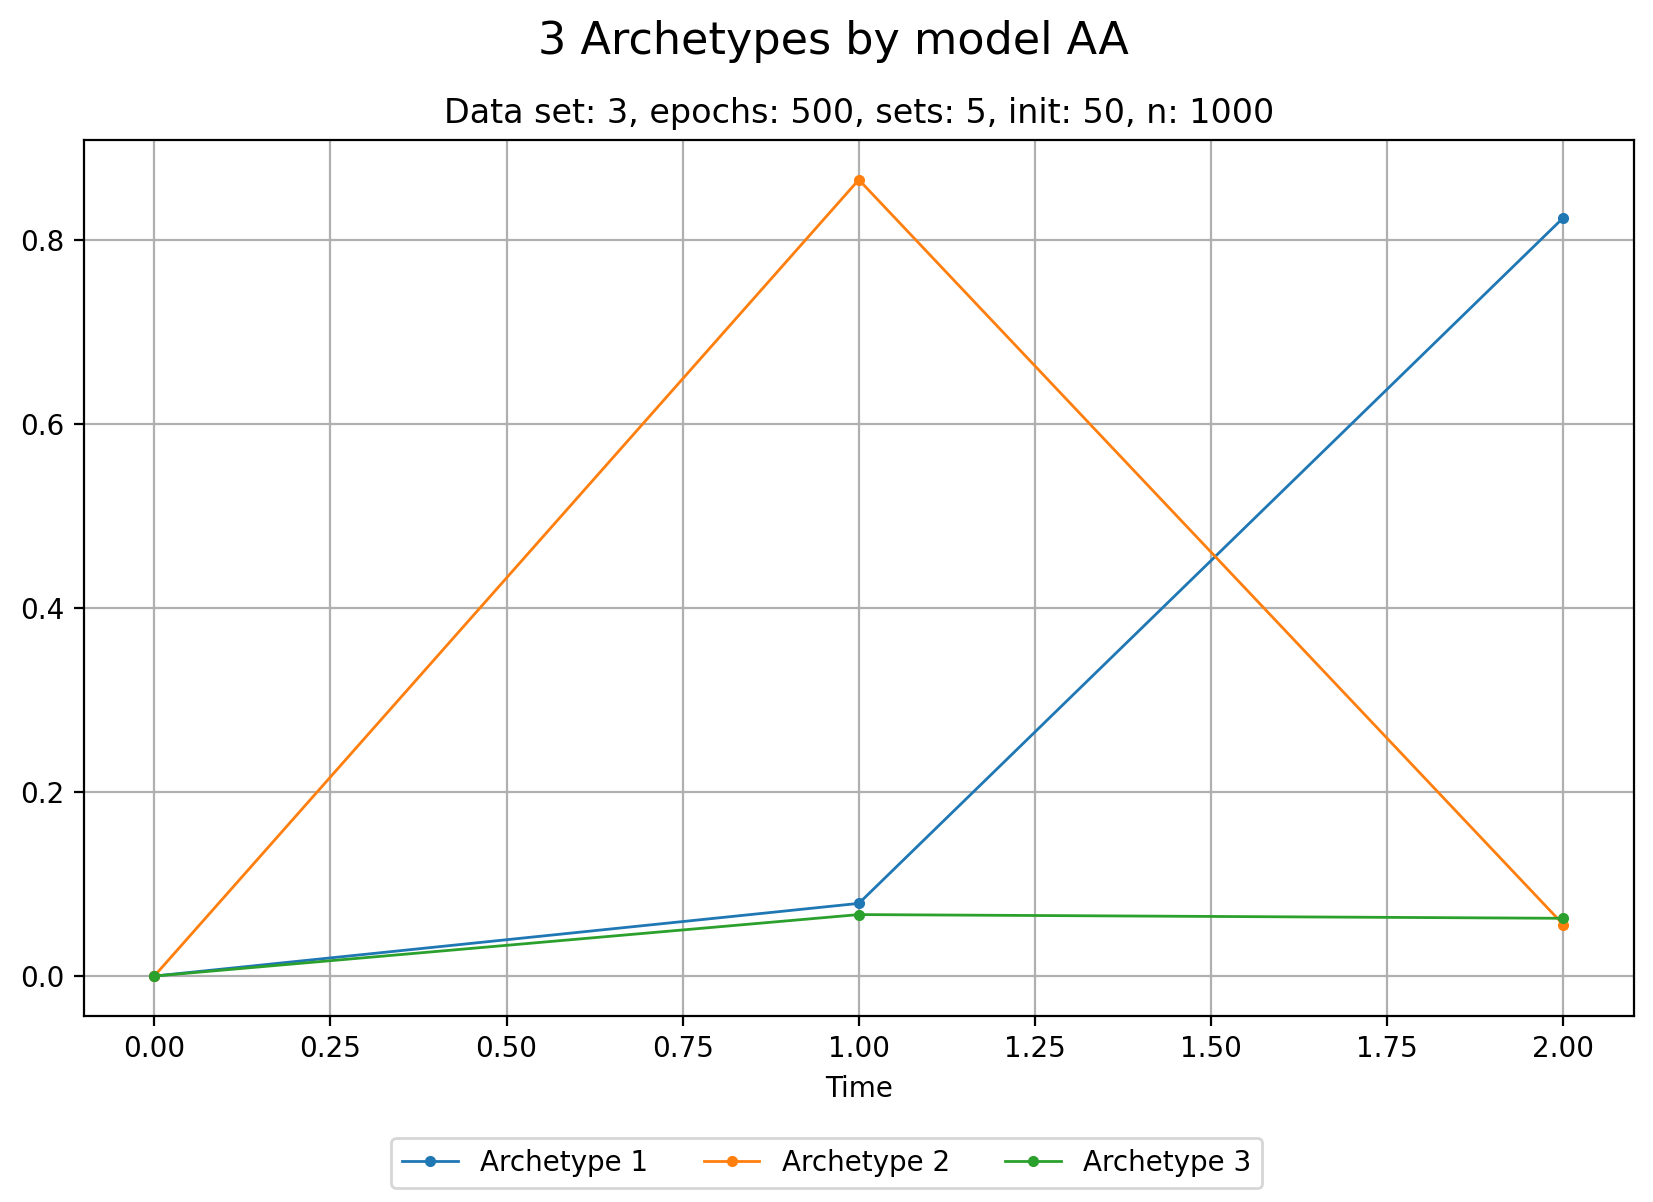 3 Archetypes by model AA
Data set: 3, epochs: 500, sets: 5, init: 50, n: 1000
0.8
0.6
0.4
0.2
0.0
0.00 0.25 0.50 0.75 1.00 1.25 1.50 1.75 2.00
Time
Archetype 1 Archetype 2 Archetype 3